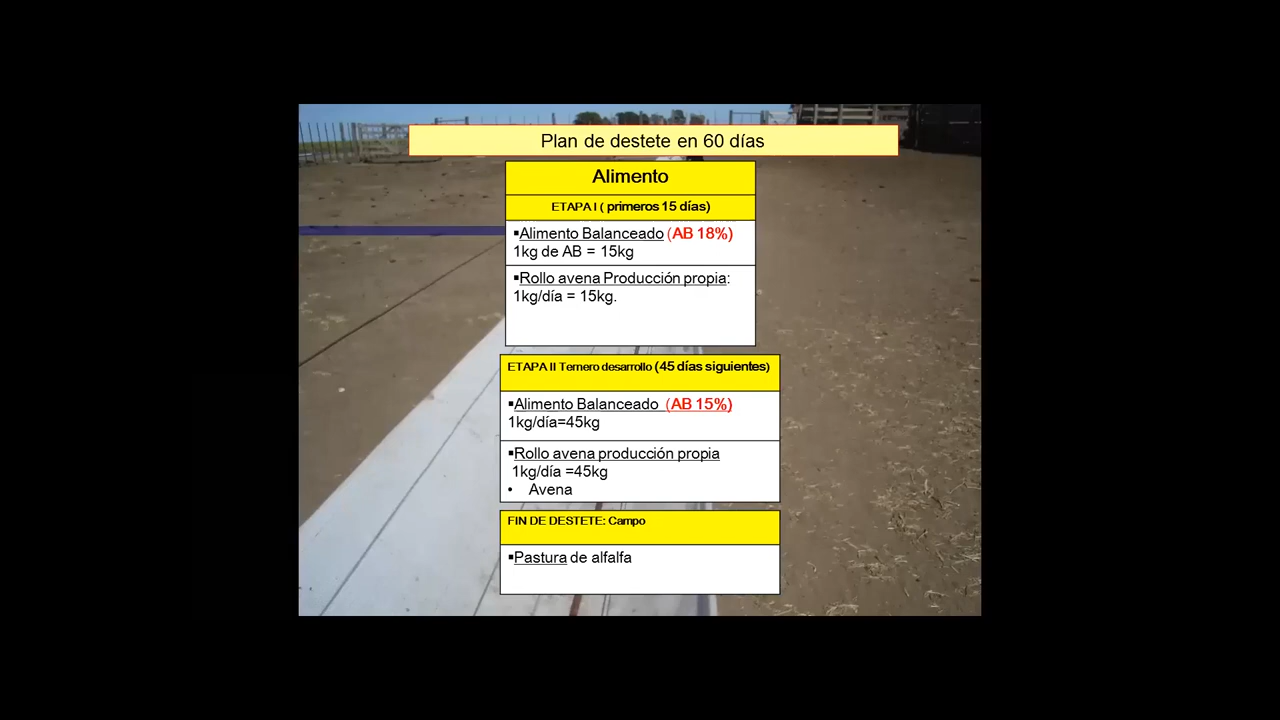 Plan de destete en 60 días
Alimento
ETAPA I ( primeros 15 días)
▪Alimento Balanceado (AB 18%)
1kg de AB = 15kg
▪Rollo avena Producción propia:
1kg/día = 15kg.
ETAPA II Ternero desarrollo (45 días siguientes)
▪Alimento Balanceado (AB 15%)
1kg/día=45kg
▪Rollo avena producción propia
1kg/día =45kg
• Avena
FIN DE DESTETE: Campo
▪Pastura de alfalfa